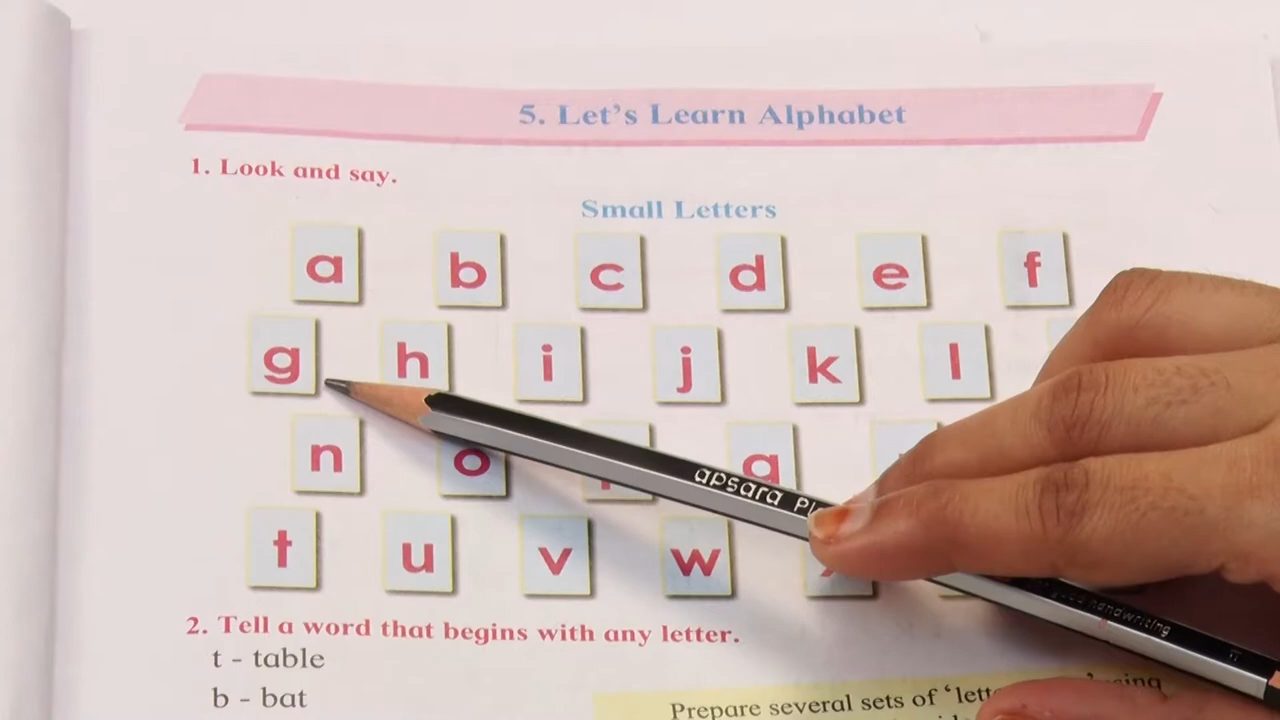 5. Let's Learn Alphabet
1. Look and say.
Small Letters
a b c d e f
g h i j k l
n o q
t u v w
2. Tell a word that begins with any letter.
t - table
b - bat
Prepare several sets of
apsara
handwriting